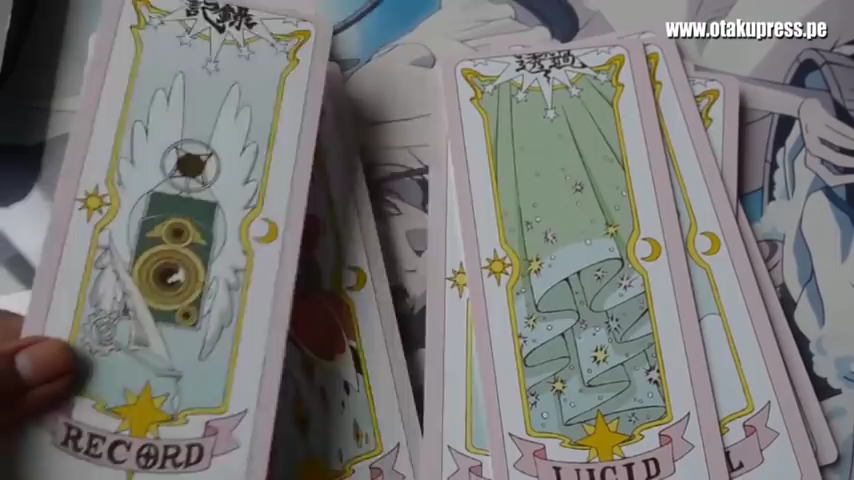 www.otakupress.pe
記録
透過
RECORD
LUCID
L